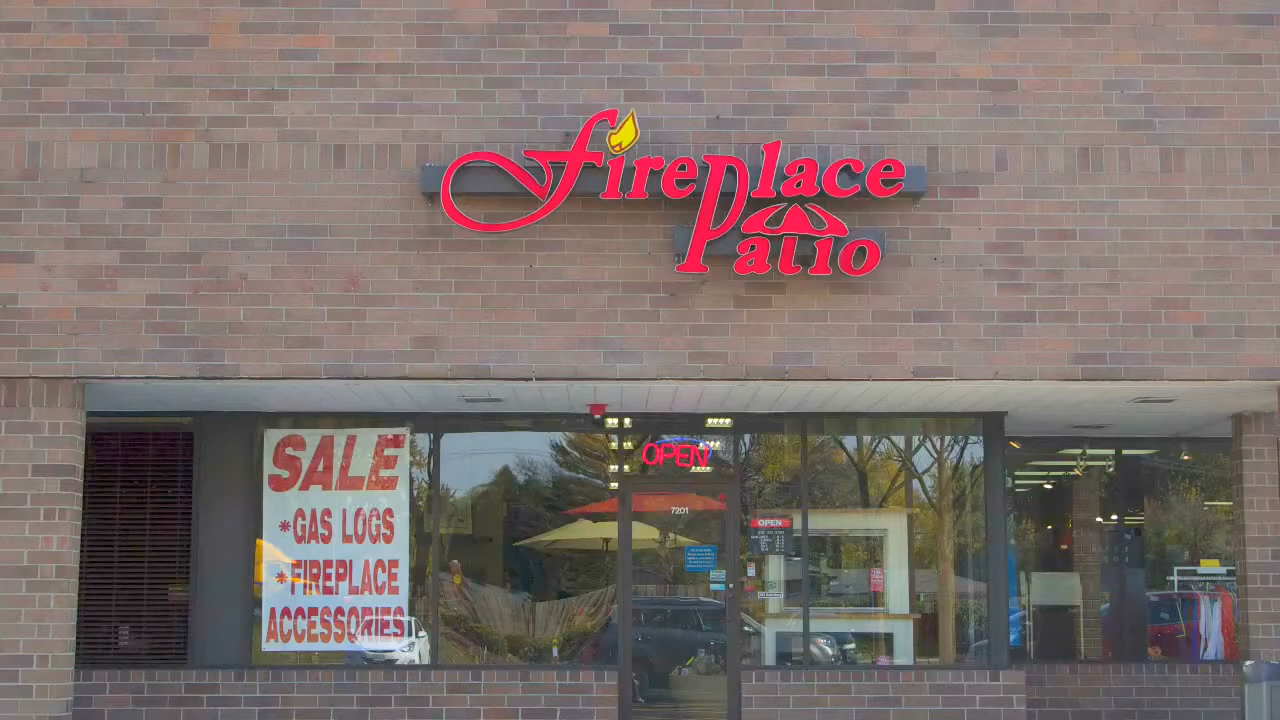 Fireplace
Patio
OPEN
SALE
*GAS LOGS
*FIREPLACE
ACCESSORIES
7201
OPEN